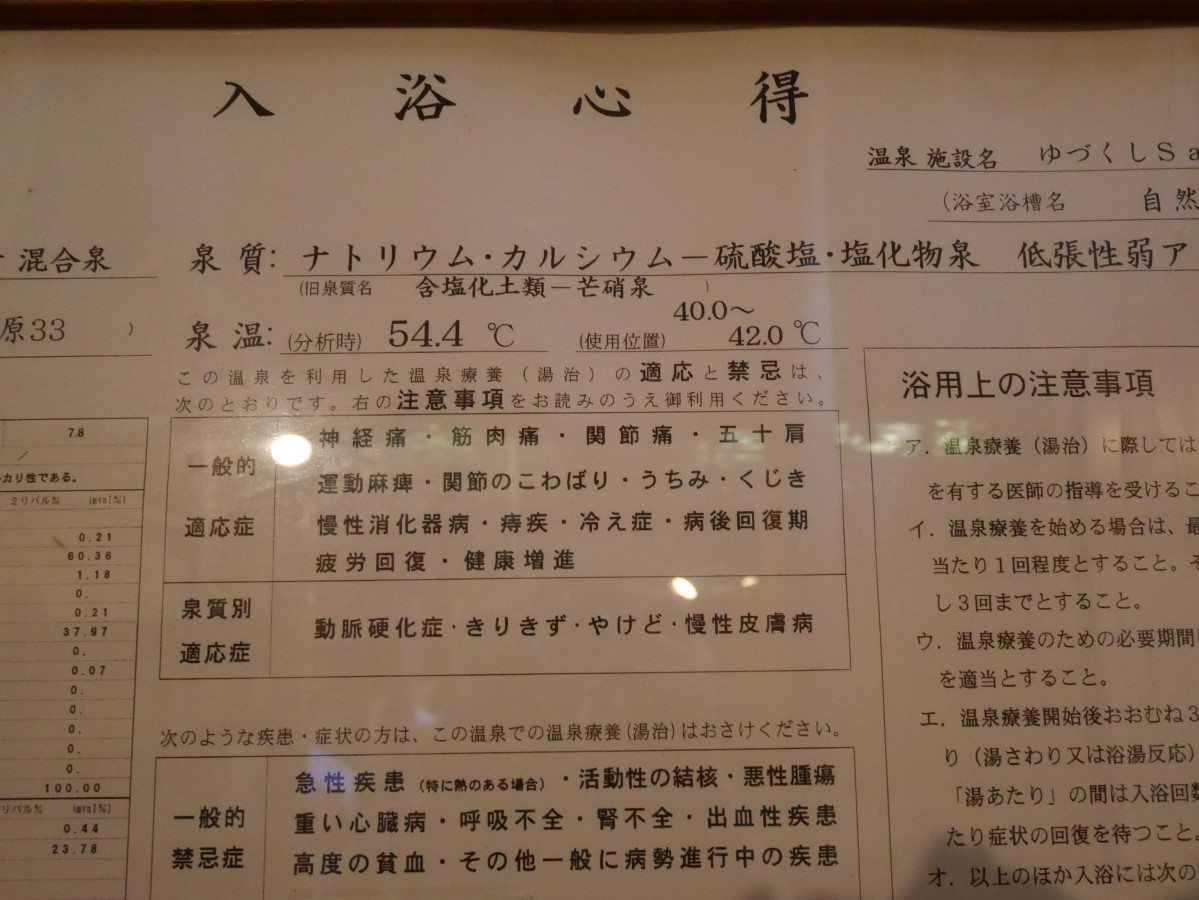 入浴心得
温泉施設名 ゆづくしSa
(浴室浴槽名 自然
混合泉
泉質: ナトリウム・カルシウム－硫酸塩・塩化物泉 低張性弱ア
(旧泉質名 含塩化土類－芒硝泉 )
原33 )
泉温: (分析時) 54.4 ℃ (使用位置) 40.0～42.0 ℃
この温泉を利用した温泉療養(湯治)の適応と禁忌は、
次のとおりです。右の注意事項をお読みのうえ御利用ください。
一般的
適応症
神経痛・筋肉痛・関節痛・五十肩
運動麻痺・関節のこわばり・うちみ・くじき
慢性消化器病・痔疾・冷え症・病後回復期
疲労回復・健康増進
泉質別
適応症
動脈硬化症・きりきず・やけど・慢性皮膚病
次のような疾患・症状の方は、この温泉での温泉療養(湯治)はおさけください。
一般的
禁忌症
急性疾患(特に熱のある場合)・活動性の結核・悪性腫瘍
重い心臓病・呼吸不全・腎不全・出血性疾患
高度の貧血・その他一般に病勢進行中の疾患
浴用上の注意事項
ア．温泉療養(湯治)に際しては
を有する医師の指導を受けるこ
イ．温泉療養を始める場合は、最
当たり1回程度とすること。そ
し3回までとすること。
ウ．温泉療養のための必要期間
を適当とすること。
エ．温泉療養開始後おおむね3
り(湯さわり又は浴湯反応)
「湯あたり」の間は入浴回数
たり症状の回復を待つこと。
オ．以上のほか入浴には次の
7.8
カリ性である。
ミリバル% (mval%)
0.21
60.36
1.18
0.
0.21
37.97
0.
0.07
0.
0.
0.
0.
0.
100.00
リバル% (mval%)
0.44
23.78